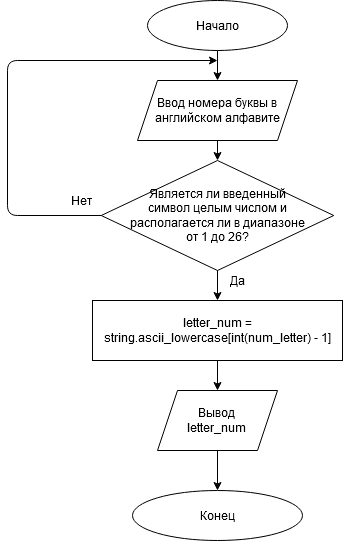 Начало
Ввод номера буквы в
английском алфавите
Является ли введенный
символ целым числом и
располагается ли в диапазоне
от 1 до 26?
Нет
Да
letter_num =
string.ascii_lowercase[int(num_letter) - 1]
Вывод
letter_num
Конец